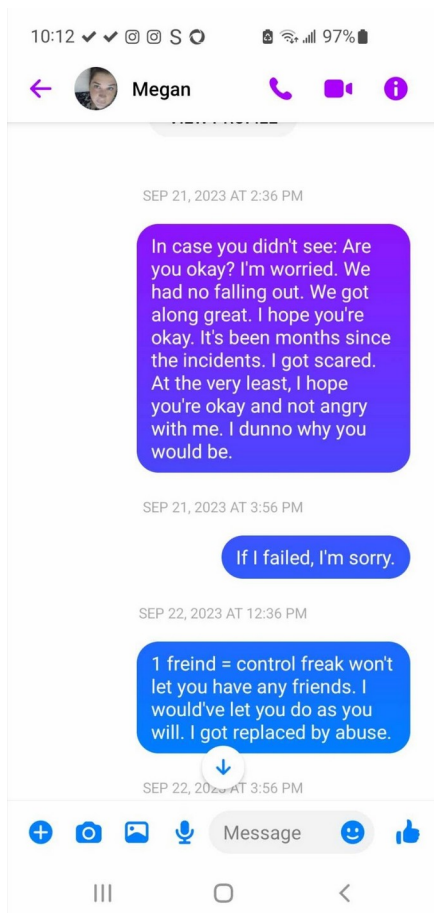 10:12
97%
Megan
SEP 21, 2023 AT 2:36 PM
In case you didn't see: Are
you okay? I'm worried. We
had no falling out. We got
along great. I hope you're
okay. It's been months since
the incidents. I got scared.
At the very least, I hope
you're okay and not angry
with me. I dunno why you
would be.
SEP 21, 2023 AT 3:56 PM
If I failed, I'm sorry.
SEP 22, 2023 AT 12:36 PM
1 freind = control freak won't
let you have any friends. I
would've let you do as you
will. I got replaced by abuse.
SEP 22, AT 3:56 PM
Message